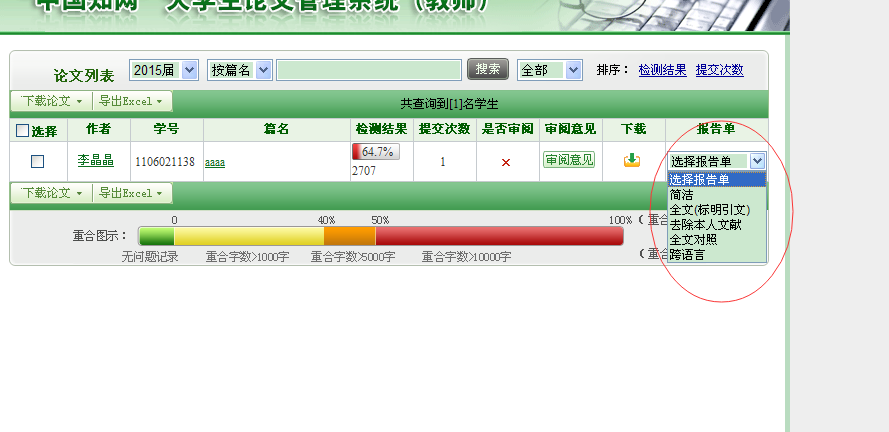 中国知网 大学生论文管理系统（教师）
论文列表 2015届 按篇名 搜索 全部 排序： 检测结果 提交次数
下载论文 导出Excel 共查询到[1]名学生
选择 作者 学号 篇名 检测结果 提交次数 是否审阅 审阅意见 下载 报告单
李晶晶 1106021138 aaaa 64.7% 1 × 审阅意见 选择报告单
2707
选择报告单
简洁
全文(标明引文)
去除本人文献
全文对照
跨语言
下载论文 导出Excel
0 40% 50% 100% （重合
重合图示：
无问题记录 重合字数>1000字 重合字数>5000字 重合字数>10000字 （重合